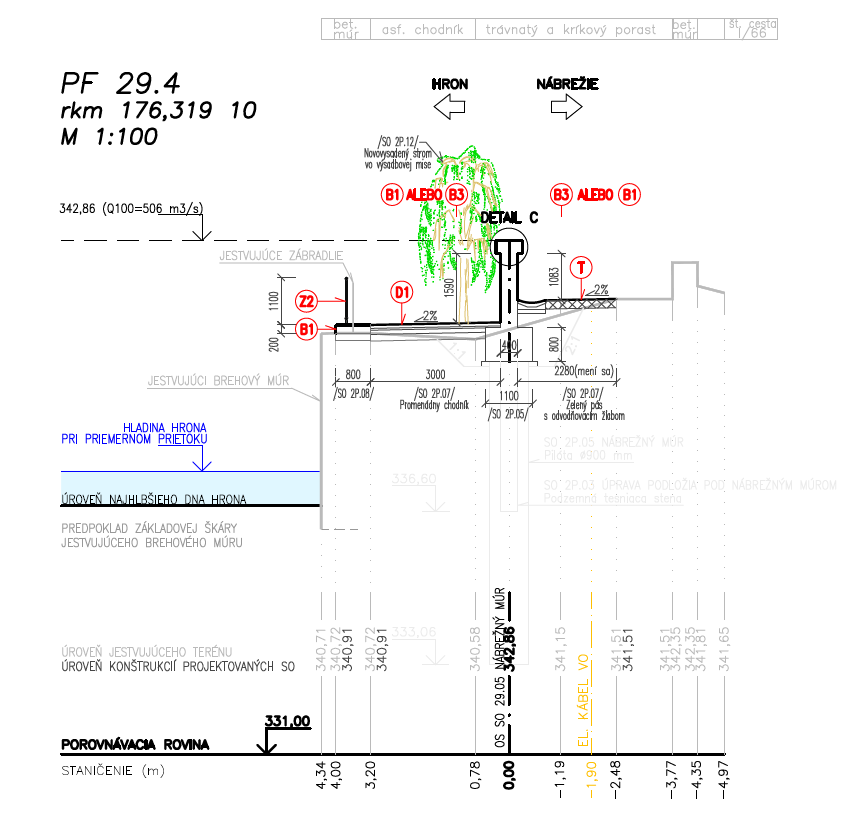 bet. múr
asf. chodník
trávnatý a kríkový porast
bet. múr
št. cesta I/66
PF 29.4
rkm 176,319 10
M 1:100
HRON
NÁBREŽIE
/SO 2P.12/
Novovysadený strom
vo výsadbovej mise
B1 ALEBO B3
B3 ALEBO B1
342,86 (Q100=506 m3/s)
DETAIL C
JESTVUJÚCE ZÁBRADLIE
1590
1083
T
1100
Z2
D1
2%
2%
B1
200
400
800
1:1
2:1
800
3000
2280(mení sa)
JESTVUJÚCI BREHOVÝ MÚR
/SO 2P.08/
/SO 2P.07/
Promenádny chodník
1100
/SO 2P.05/
/SO 2P.07/
Zelený pás
s odvodňovacím žľabom
HLADINA HRONA
PRI PRIEMERNOM PRIETOKU
SO 2P.05 NÁBREŽNÝ MÚR
Pilóta ø900 mm
336,60
SO 2P.03 ÚPRAVA PODLOŽIA POD NÁBREŽNÝM MÚROM
Podzemná tesniaca stena
ÚROVEŇ NAJHLBŠIEHO DNA HRONA
PREDPOKLAD ZÁKLADOVEJ ŠKÁRY
JESTVUJÚCEHO BREHOVÉHO MÚRU
OS SO 29.05 NÁBREŽNÝ MÚR
EL. KÁBEL VO
333,06
ÚROVEŇ JESTVUJÚCEHO TERÉNU
340,71
340,72
340,72
340,58
341,15
341,51
341,51
342,35
342,35
341,81
341,65
ÚROVEŇ KONŠTRUKCIÍ PROJEKTOVANÝCH SO
340,91
340,91
342,86
341,51
331,00
POROVNÁVACIA ROVINA
STANIČENIE (m)
4,34
4,00
3,20
0,78
0,00
-1,19
-1,90
-2,48
-3,77
-4,35
-4,97